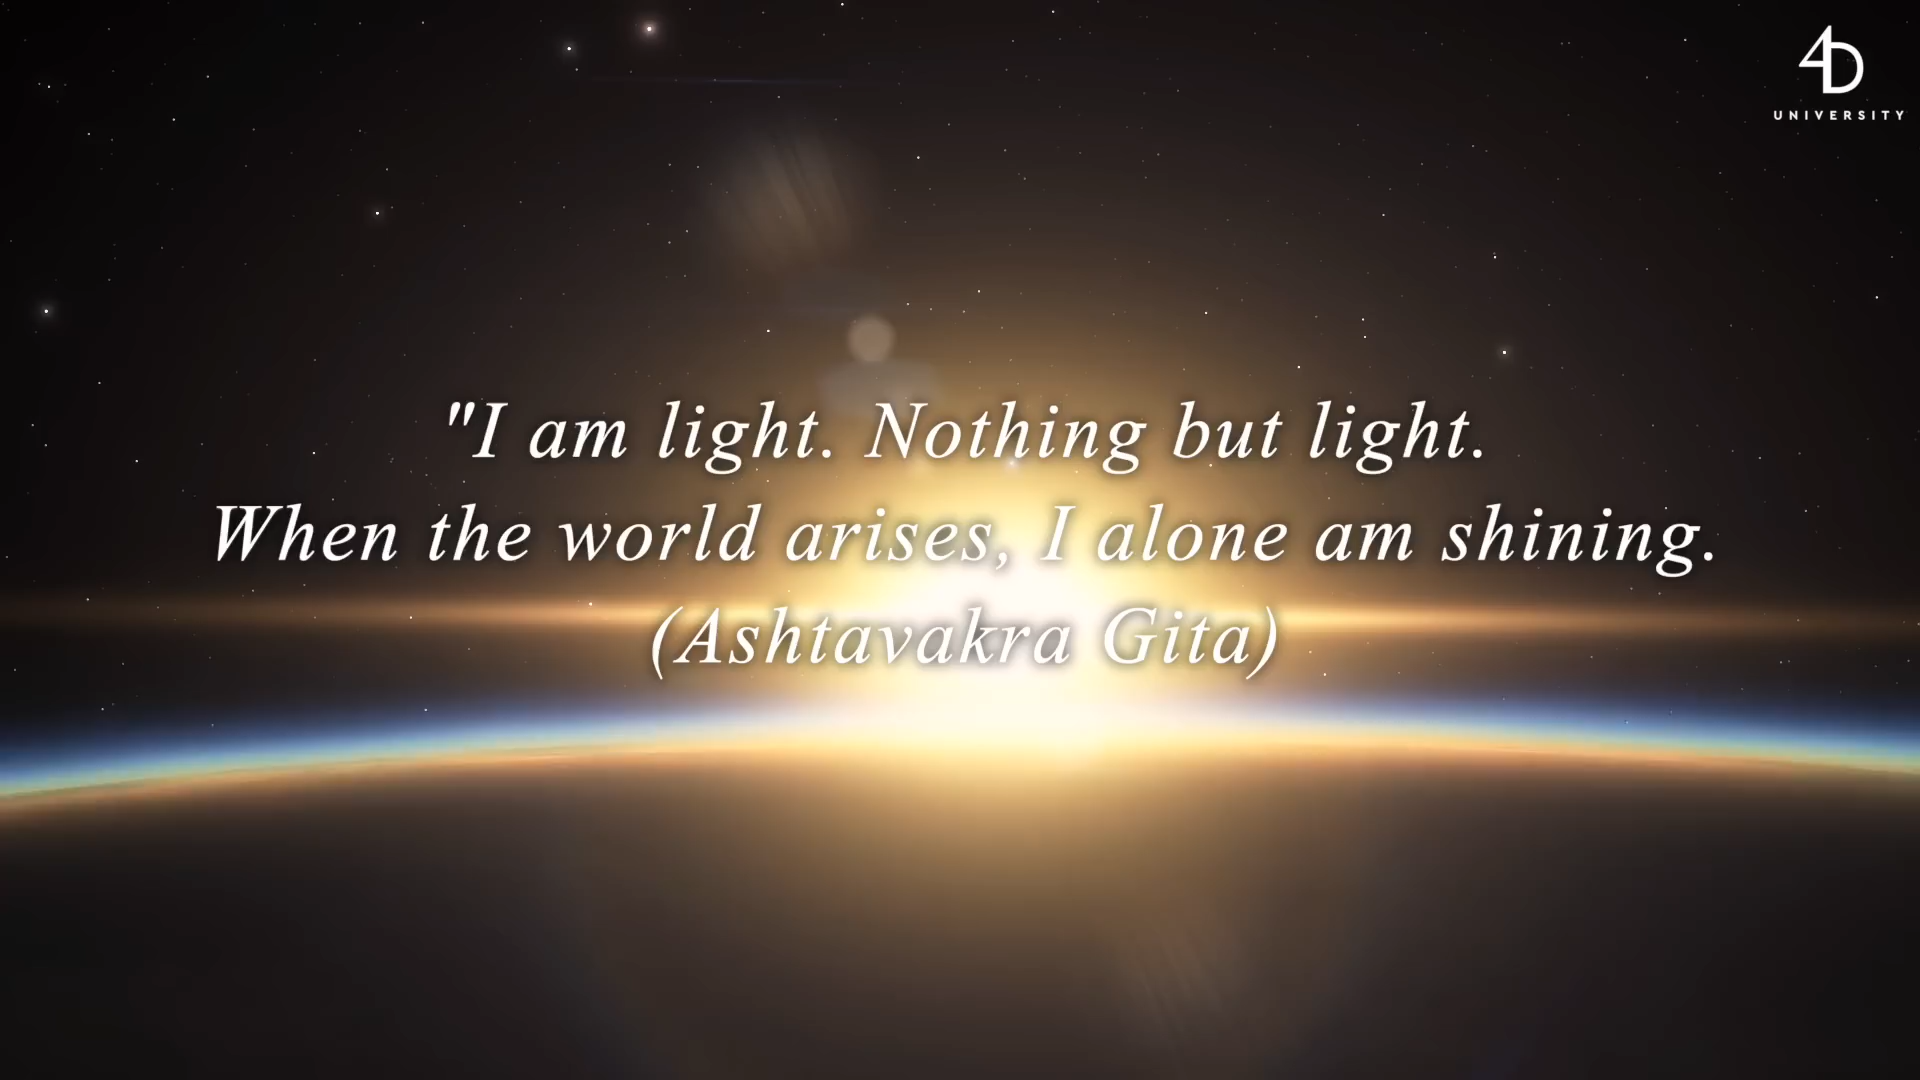 4D
UNIVERSITY
"I am light. Nothing but light.
When the world arises, I alone am shining.
(Ashtavakra Gita)